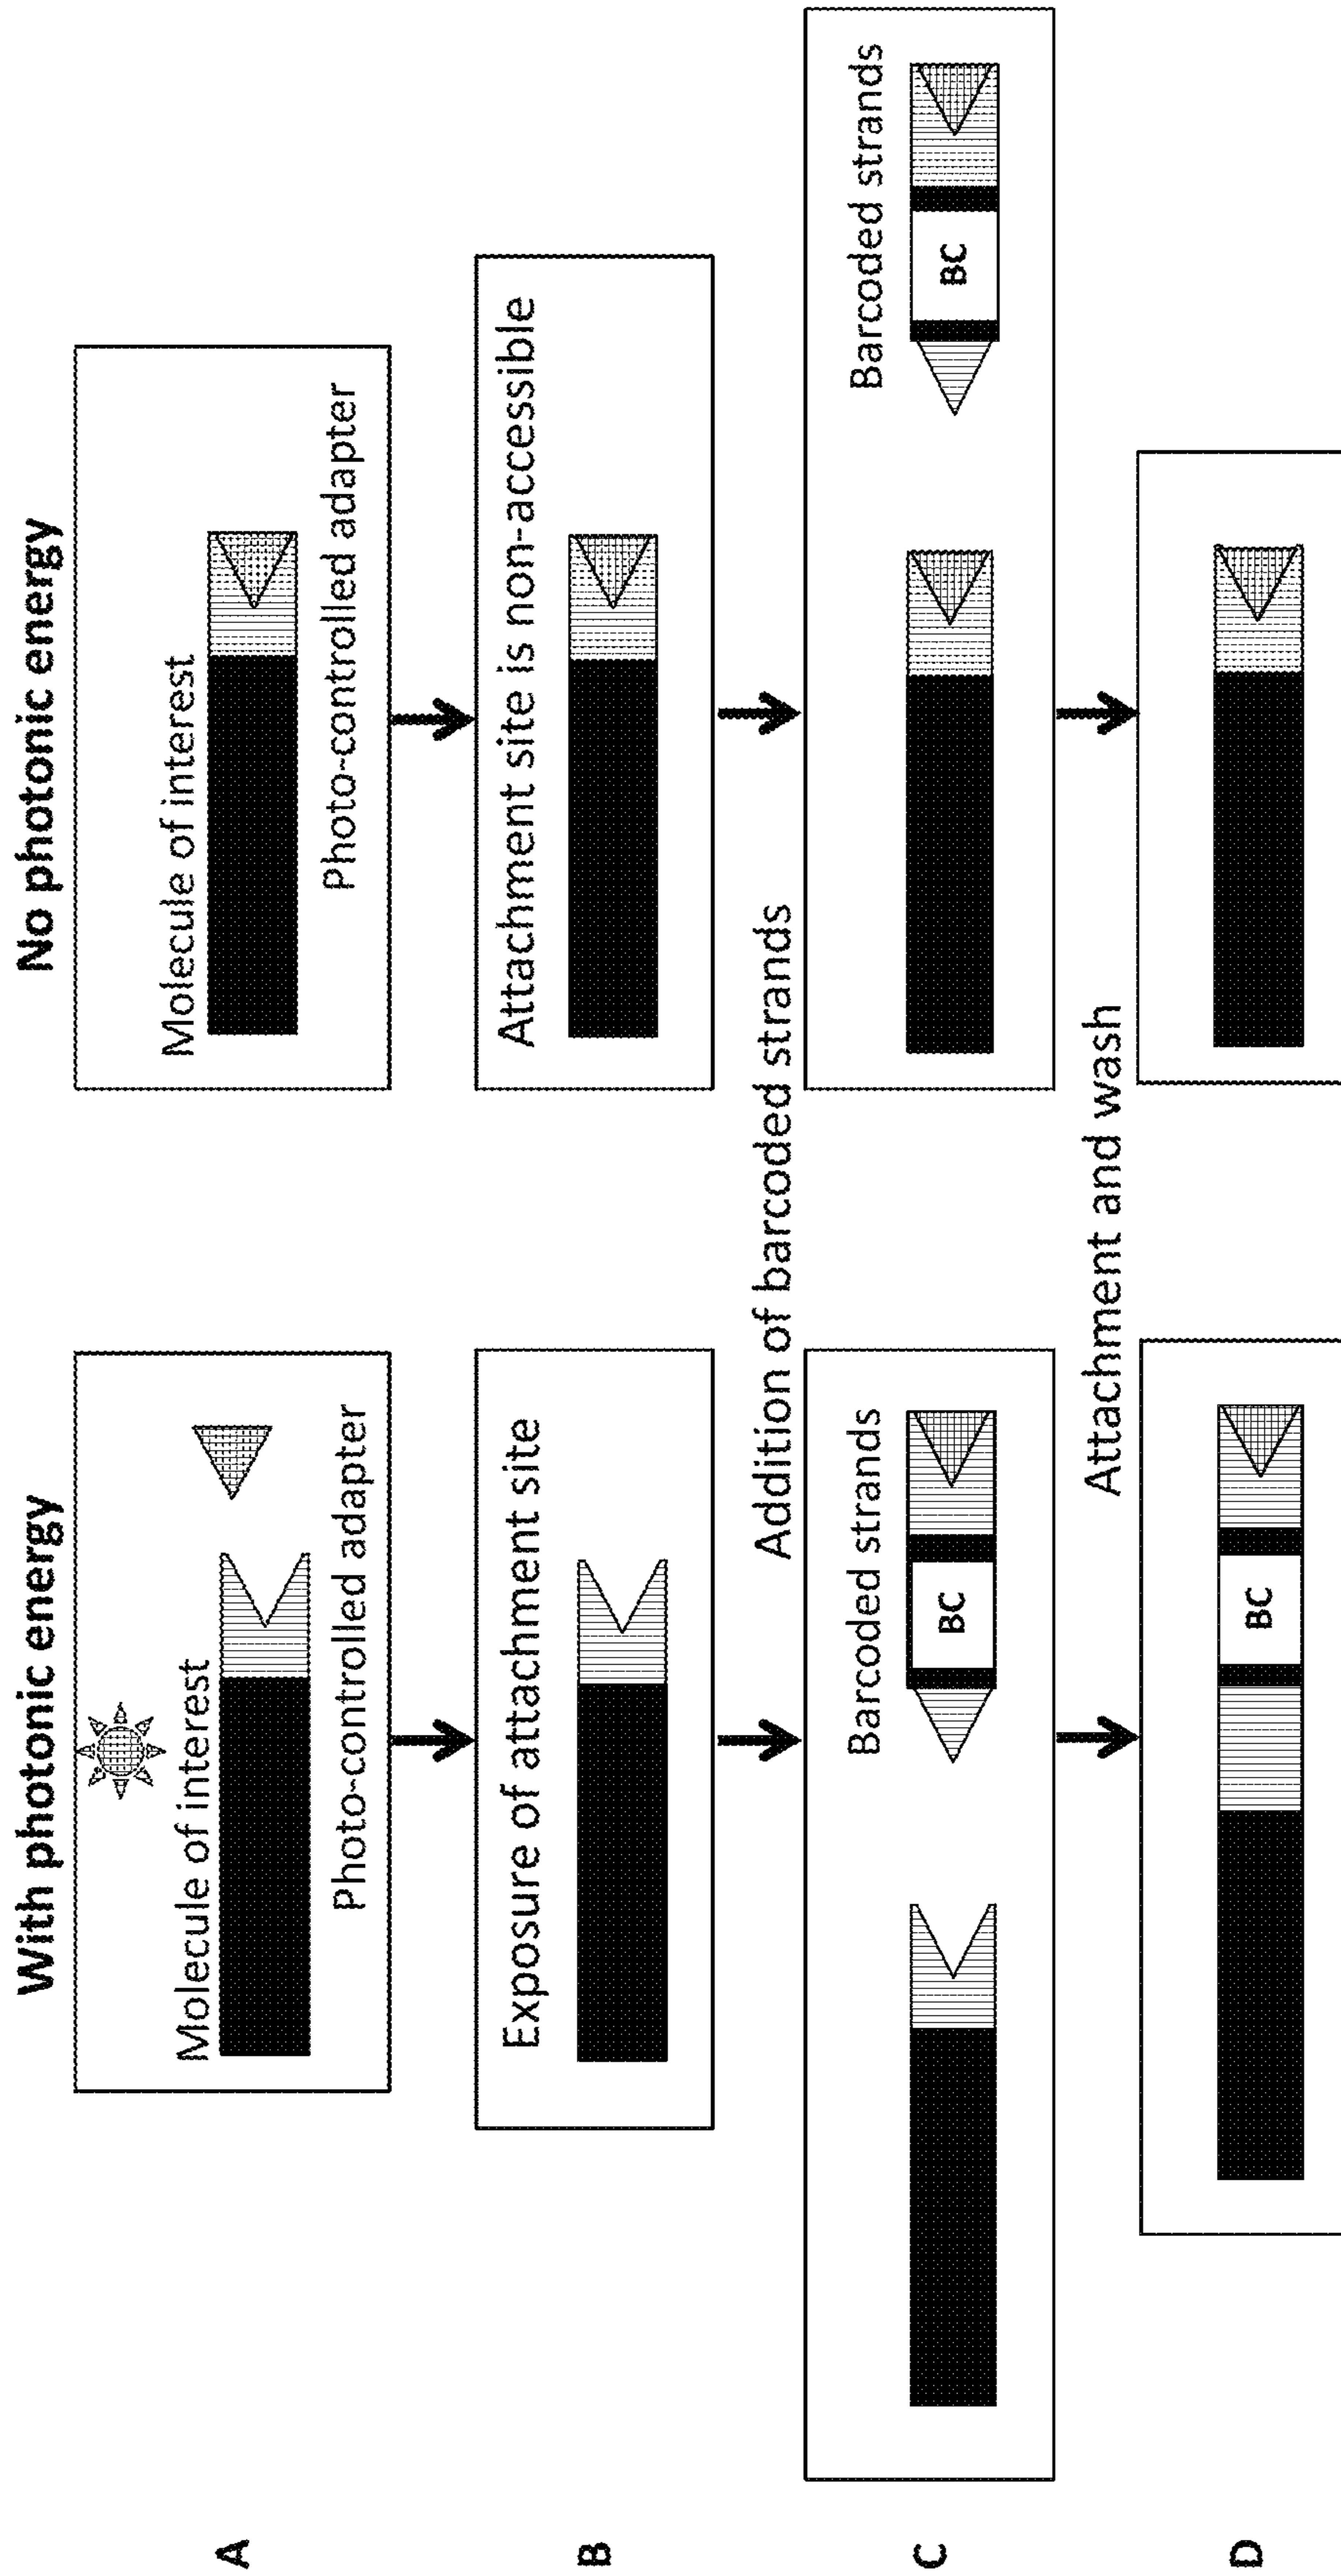 With photonic energy
No photonic energy
A
Molecule of interest
Photo-controlled adapter
Molecule of interest
Photo-controlled adapter
B
Exposure of attachment site
Attachment site is non-accessible
Addition of barcoded strands
C
Barcoded strands
BC
Barcoded strands
BC
Attachment and wash
D
BC